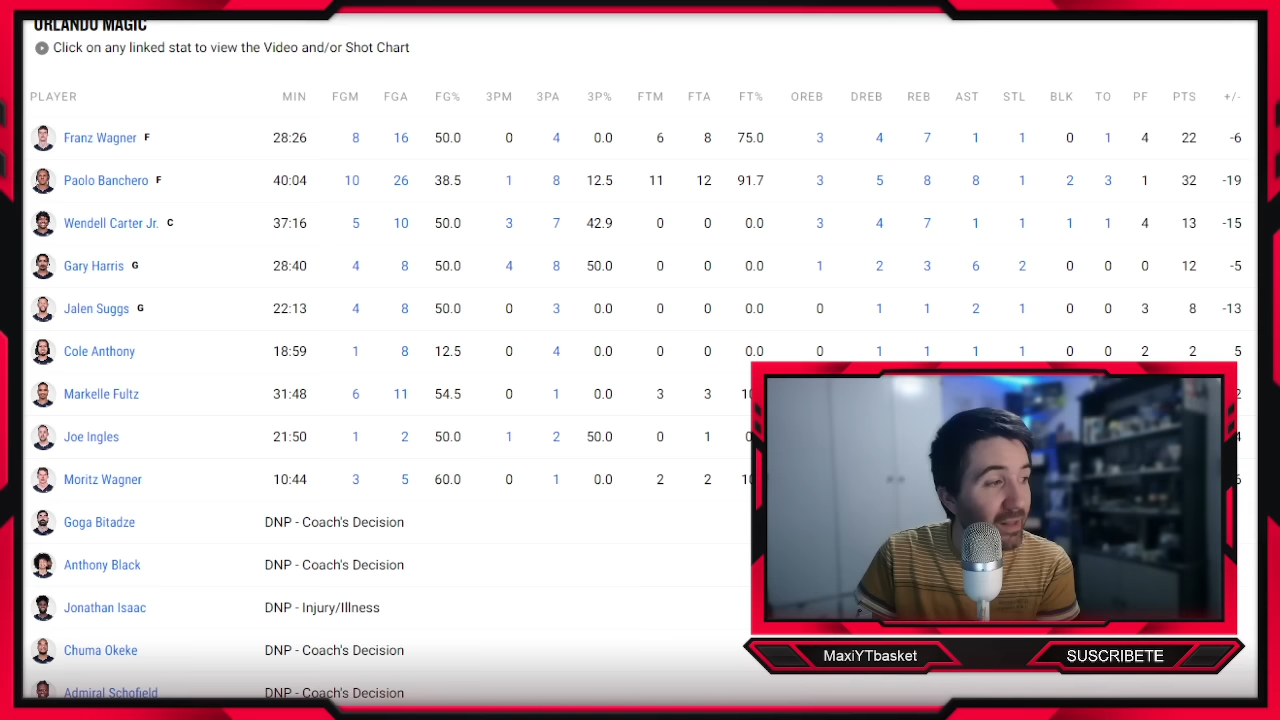 ORLANDO MAGIC
Click on any linked stat to view the Video and/or Shot Chart
PLAYER MIN FGM FGA FG% 3PM 3PA 3P% FTM FTA FT% OREB DREB REB AST STL BLK TO PF PTS +/-
Franz Wagner F 28:26 8 16 50.0 0 4 0.0 6 8 75.0 3 4 7 1 1 0 1 4 22 -6
Paolo Banchero F 40:04 10 26 38.5 1 8 12.5 11 12 91.7 3 5 8 8 1 2 3 1 32 -19
Wendell Carter Jr. C 37:16 5 10 50.0 3 7 42.9 0 0 0.0 3 4 7 1 1 1 1 4 13 -15
Gary Harris G 28:40 4 8 50.0 4 8 50.0 0 0 0.0 1 2 3 6 2 0 0 0 12 -5
Jalen Suggs G 22:13 4 8 50.0 0 3 0.0 0 0 0.0 0 1 1 2 1 0 0 3 8 -13
Cole Anthony 18:59 1 8 12.5 0 4 0.0 0 0 0.0 0 1 1 1 1 0 0 2 2 5
Markelle Fultz 31:48 6 11 54.5 0 1 0.0 3 3
Joe Ingles 21:50 1 2 50.0 1 2 50.0 0 1
Moritz Wagner 10:44 3 5 60.0 0 1 0.0 2 2
Goga Bitadze DNP - Coach's Decision
Anthony Black DNP - Coach's Decision
Jonathan Isaac DNP - Injury/Illness
Chuma Okeke DNP - Coach's Decision
Admiral Schofield DNP - Coach's Decision
MaxiYTbasket SUSCRIBETE